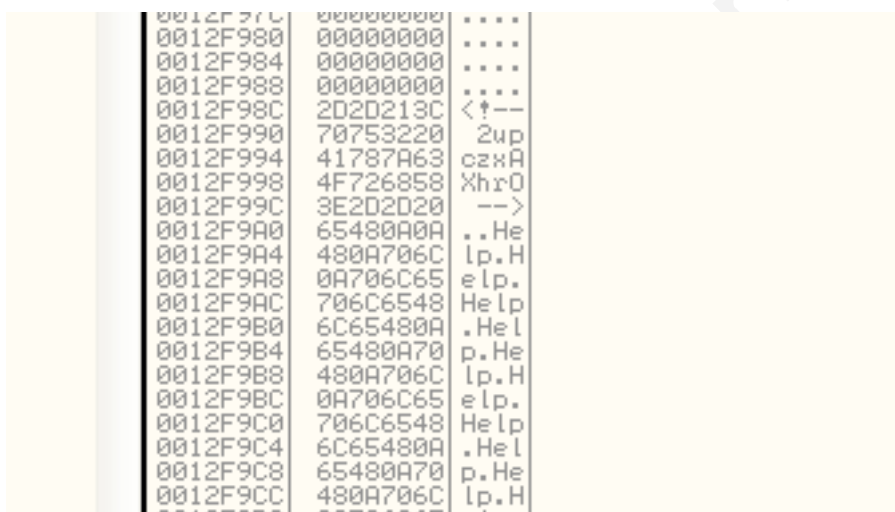 0012F97C 00000000 ....
0012F980 00000000 ....
0012F984 00000000 ....
0012F988 00000000 ....
0012F98C 2D2D213C <!--
0012F990 70753220  2up
0012F994 41787A63 czxA
0012F998 4F726858 XhrO
0012F99C 3E2D2D20  -->
0012F9A0 65480A0A ..He
0012F9A4 480A706C lp.H
0012F9A8 0A706C65 elp.
0012F9AC 706C6548 Help
0012F9B0 6C65480A .Hel
0012F9B4 65480A70 p.He
0012F9B8 480A706C lp.H
0012F9BC 0A706C65 elp.
0012F9C0 706C6548 Help
0012F9C4 6C65480A .Hel
0012F9C8 65480A70 p.He
0012F9CC 480A706C lp.H